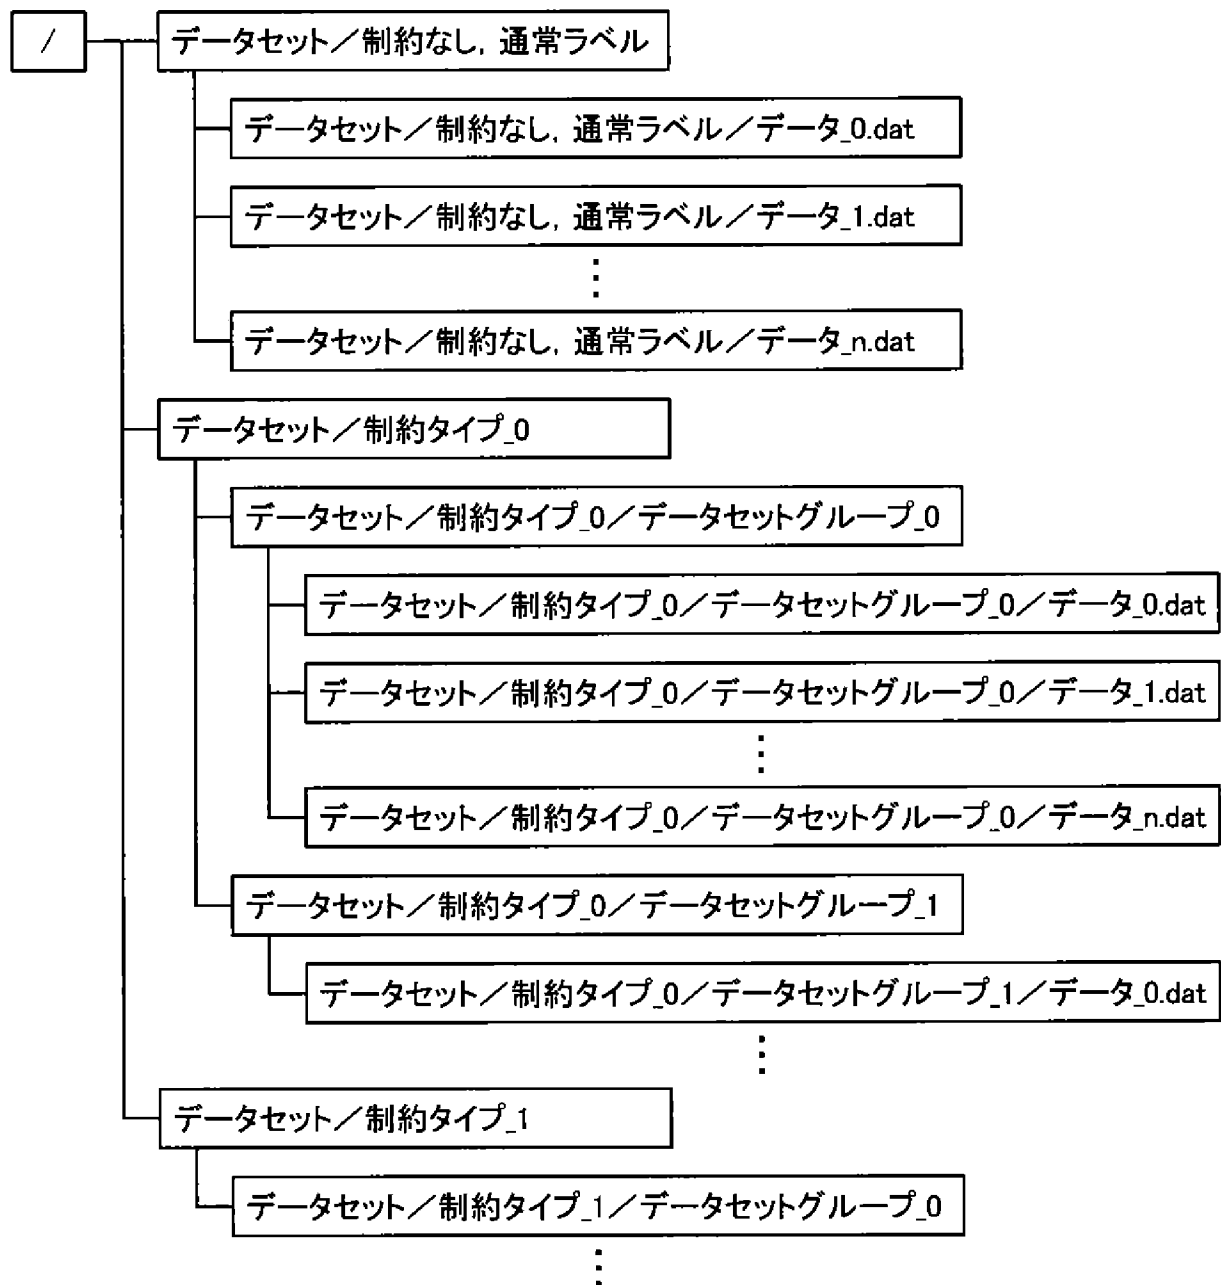 /
データセット／制約なし, 通常ラベル
データセット／制約なし, 通常ラベル／データ_0.dat
データセット／制約なし, 通常ラベル／データ_1.dat
⋮
データセット／制約なし, 通常ラベル／データ_n.dat
データセット／制約タイプ_0
データセット／制約タイプ_0／データセットグループ_0
データセット／制約タイプ_0／データセットグループ_0／データ_0.dat
データセット／制約タイプ_0／データセットグループ_0／データ_1.dat
⋮
データセット／制約タイプ_0／データセットグループ_0／データ_n.dat
データセット／制約タイプ_0／データセットグループ_1
データセット／制約タイプ_0／データセットグループ_1／データ_0.dat
⋮
データセット／制約タイプ_1
データセット／制約タイプ_1／データセットグループ_0
⋮